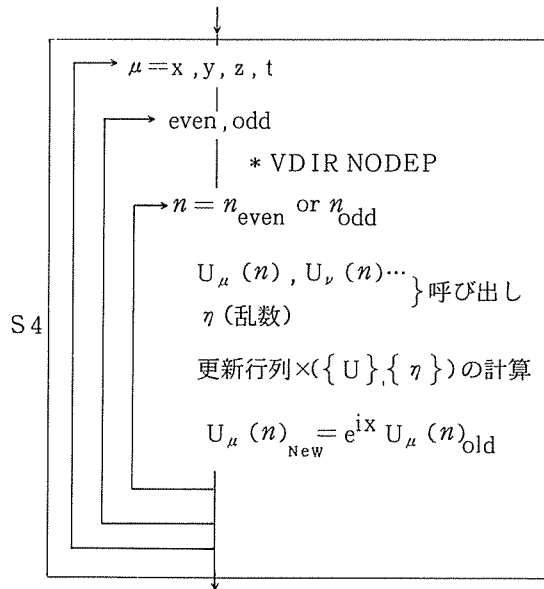 μ=x, y, z, t
even, odd
* VDIR NODEP
n = n_even or n_odd
U_μ(n), U_ν(n)…
η(乱数)
}呼び出し
S4
更新行列×({U},{η})の計算
U_μ(n)_New = e^ix U_μ(n)_old